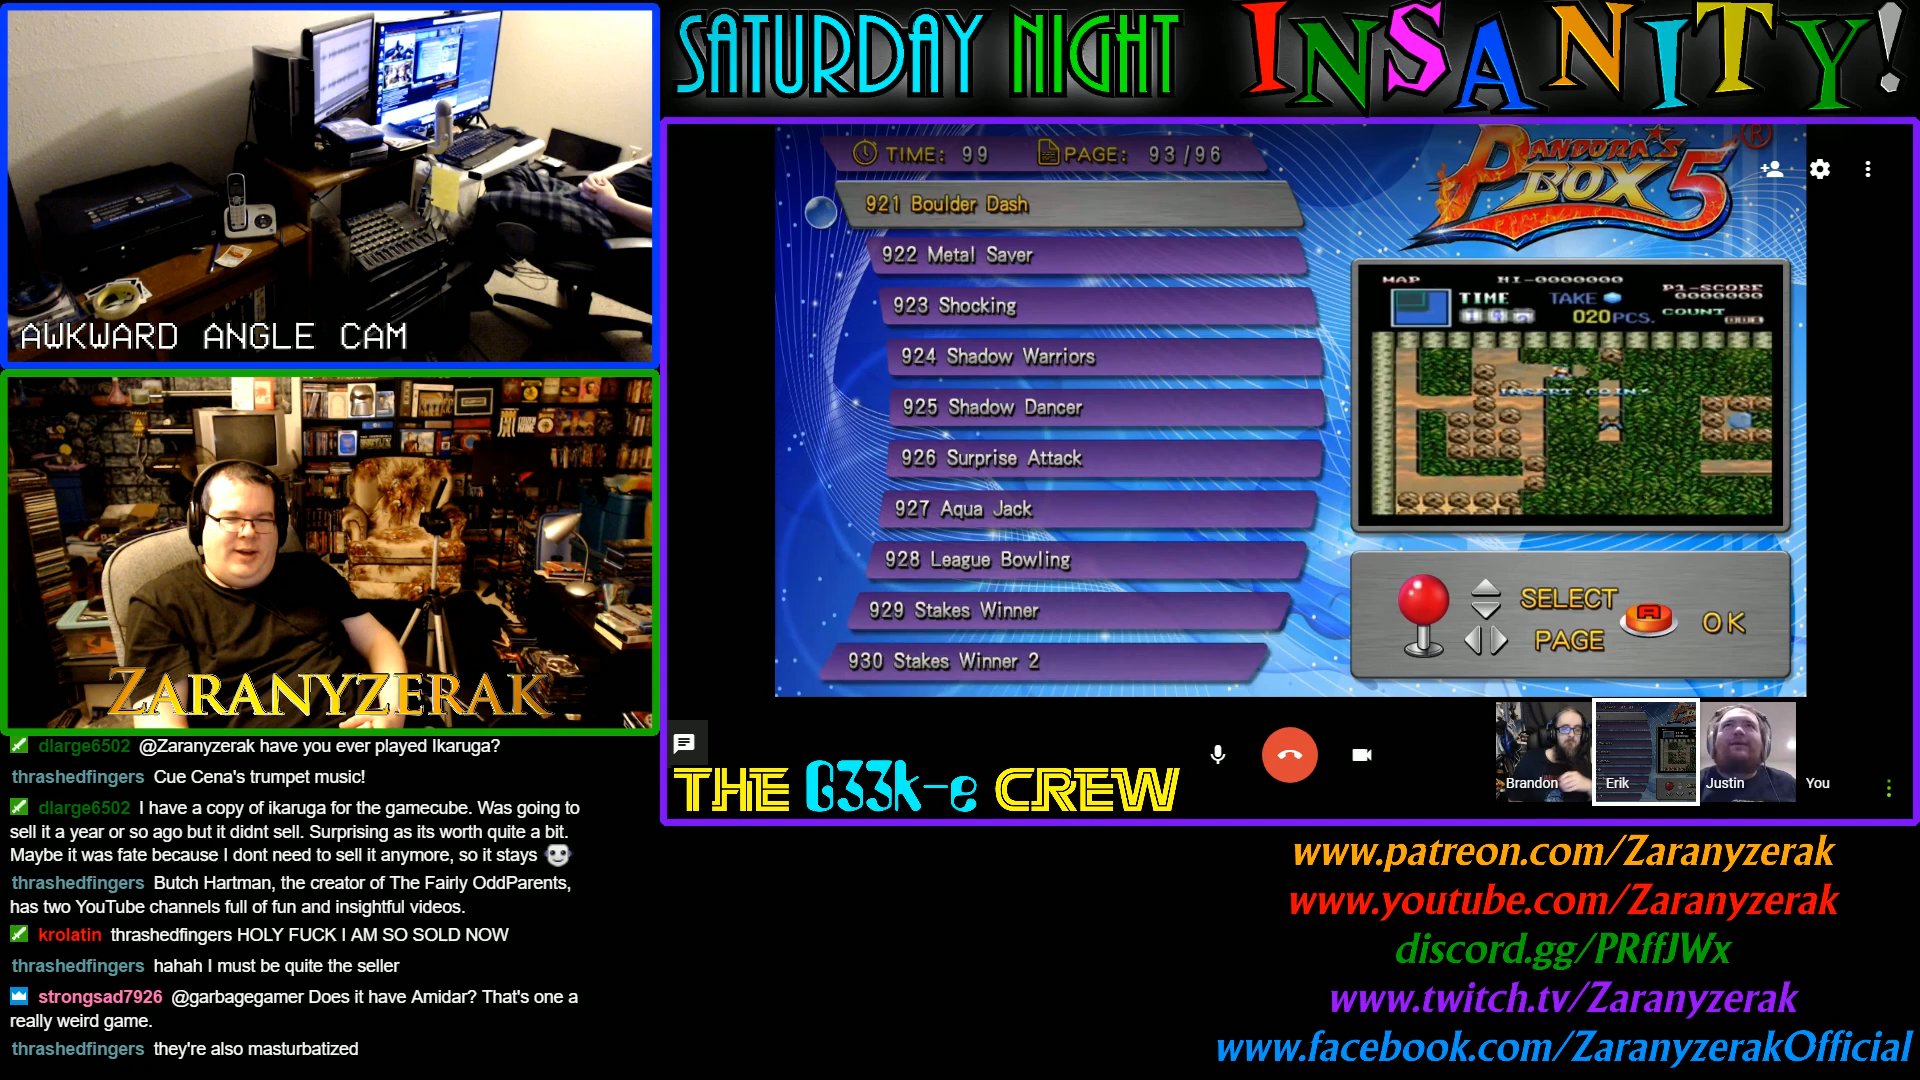 SATURDAY NIGHT INSANITY!
AWKWARD ANGLE CAM
ZARANYZERAK
dlarge6502 @Zaranyzerak have you ever played Ikaruga?
thrashedfingers Cue Cena's trumpet music!
dlarge6502 I have a copy of ikaruga for the gamecube. Was going to
sell it a year or so ago but it didnt sell. Surprising as its worth quite a bit.
Maybe it was fate because I dont need to sell it anymore, so it stays
thrashedfingers Butch Hartman, the creator of The Fairly OddParents,
has two YouTube channels full of fun and insightful videos.
krolatin thrashedfingers HOLY FUCK I AM SO SOLD NOW
thrashedfingers hahah I must be quite the seller
strongsad7926 @garbagegamer Does it have Amidar? That's one a
really weird game.
thrashedfingers they're also masturbatized
TIME: 99 PAGE: 93/96
921 Boulder Dash
922 Metal Saver
923 Shocking
924 Shadow Warriors
925 Shadow Dancer
926 Surprise Attack
927 Aqua Jack
928 League Bowling
929 Stakes Winner
930 Stakes Winner 2
PANDORA'S
BOX 5 ®
MAP HI-0000000 P1-SCORE
0000000
TIME TAKE COUNT
020PCS.
INSERT COIN
SELECT
PAGE
A OK
Brandon Erik Justin You
THE G33k-e CREW
www.patreon.com/Zaranyzerak
www.youtube.com/Zaranyzerak
discord.gg/PRffJWx
www.twitch.tv/Zaranyzerak
www.facebook.com/ZaranyzerakOfficial